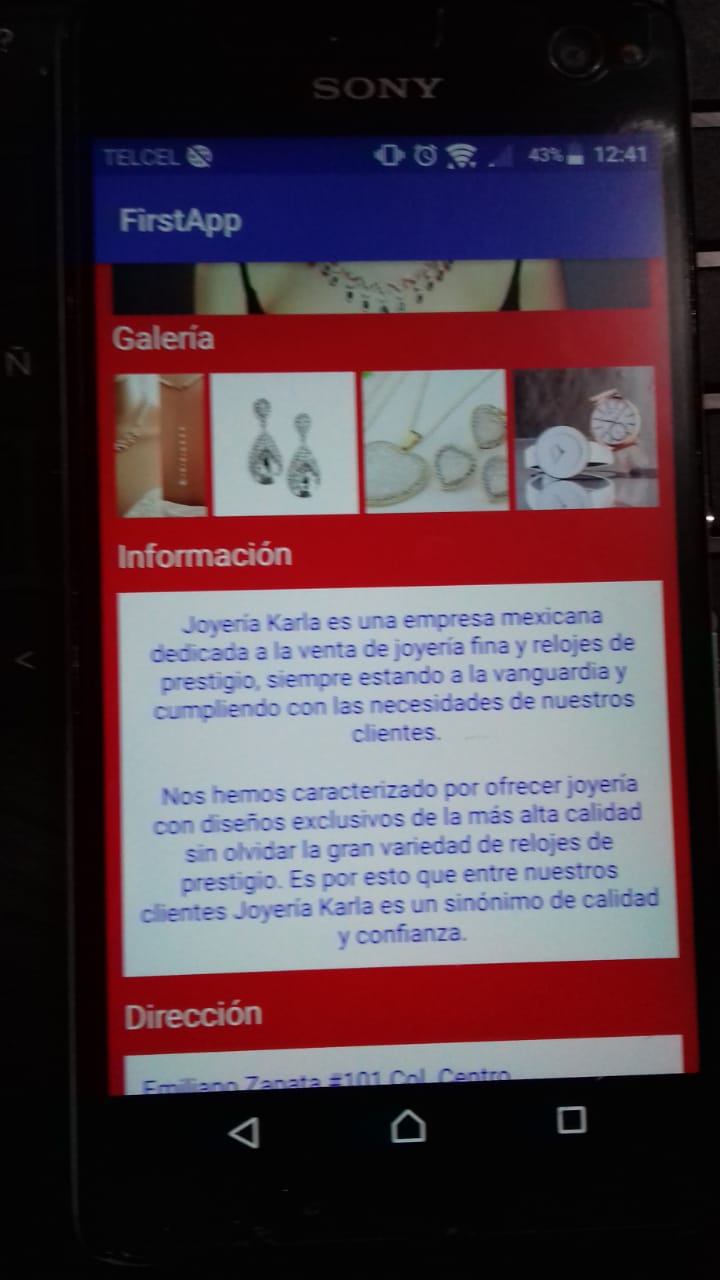 SONY
TELCEL 43% 12:41
FirstApp
Galería
Información
Joyería Karla es una empresa mexicana
dedicada a la venta de joyería fina y relojes de
prestigio, siempre estando a la vanguardia y
cumpliendo con las necesidades de nuestros
clientes.
Nos hemos caracterizado por ofrecer joyería
con diseños exclusivos de la más alta calidad
sin olvidar la gran variedad de relojes de
prestigio. Es por esto que entre nuestros
clientes Joyería Karla es un sinónimo de calidad
y confianza.
Dirección
Emiliano Zapata #101 Col. Centro
?
Ñ
<